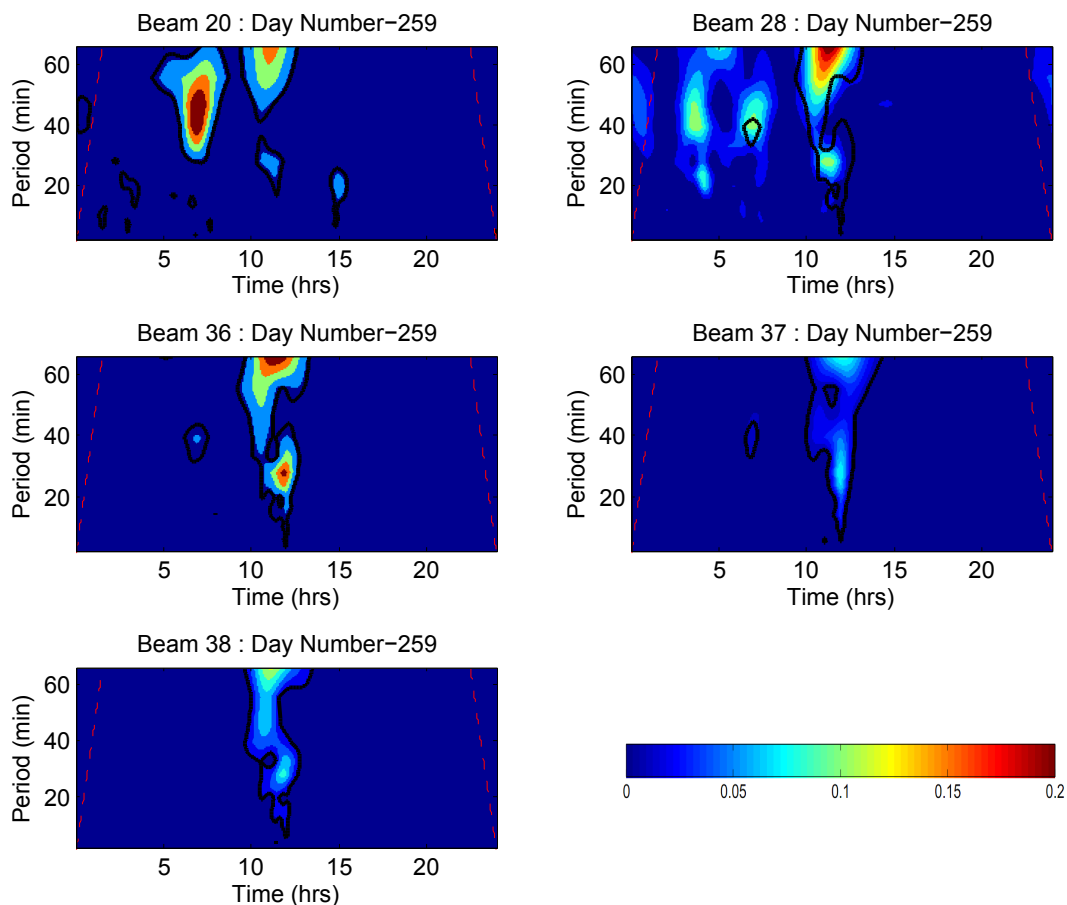 Beam 20 : Day Number−259
Period (min)
60
40
20
5 10 15 20
Time (hrs)
Beam 28 : Day Number−259
Period (min)
60
40
20
5 10 15 20
Time (hrs)
Beam 36 : Day Number−259
Period (min)
60
40
20
5 10 15 20
Time (hrs)
Beam 37 : Day Number−259
Period (min)
60
40
20
5 10 15 20
Time (hrs)
Beam 38 : Day Number−259
Period (min)
60
40
20
5 10 15 20
Time (hrs)
0 0.05 0.1 0.15 0.2